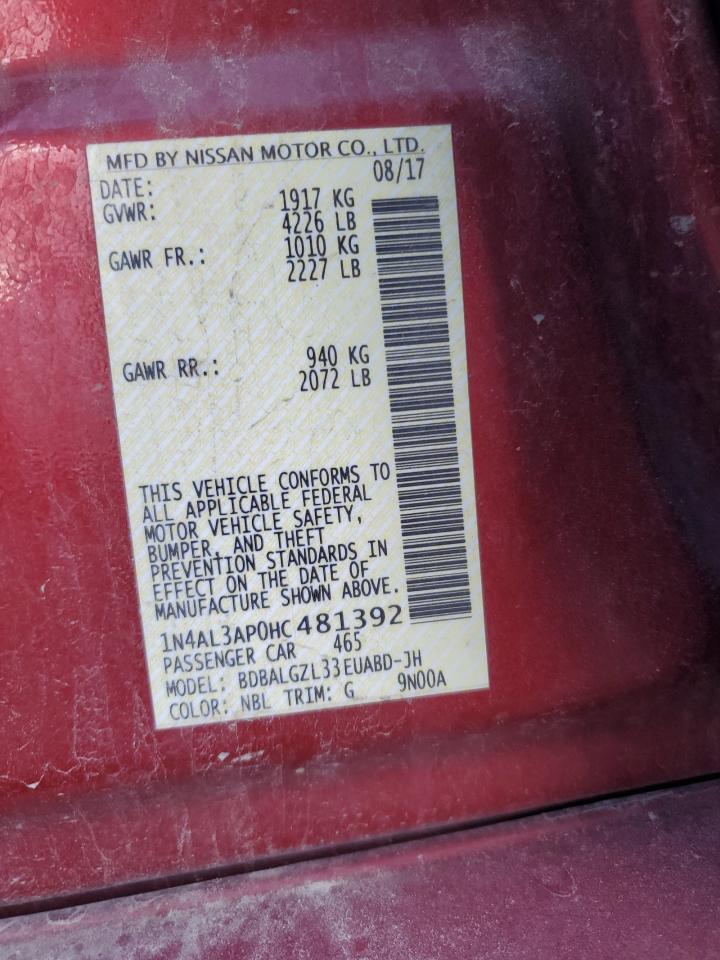 MFD BY NISSAN MOTOR CO., LTD.
DATE: 08/17
GVWR: 1917 KG
4226 LB
GAWR FR.: 1010 KG
2227 LB
GAWR RR.: 940 KG
2072 LB
THIS VEHICLE CONFORMS TO
ALL APPLICABLE FEDERAL
MOTOR VEHICLE SAFETY,
BUMPER, AND THEFT
PREVENTION STANDARDS IN
EFFECT ON THE DATE OF
MANUFACTURE SHOWN ABOVE.
1N4AL3AP0HC481392
PASSENGER CAR 465
MODEL: BDBALGZL33EUABD-JH
COLOR: NBL TRIM: G 9N00A